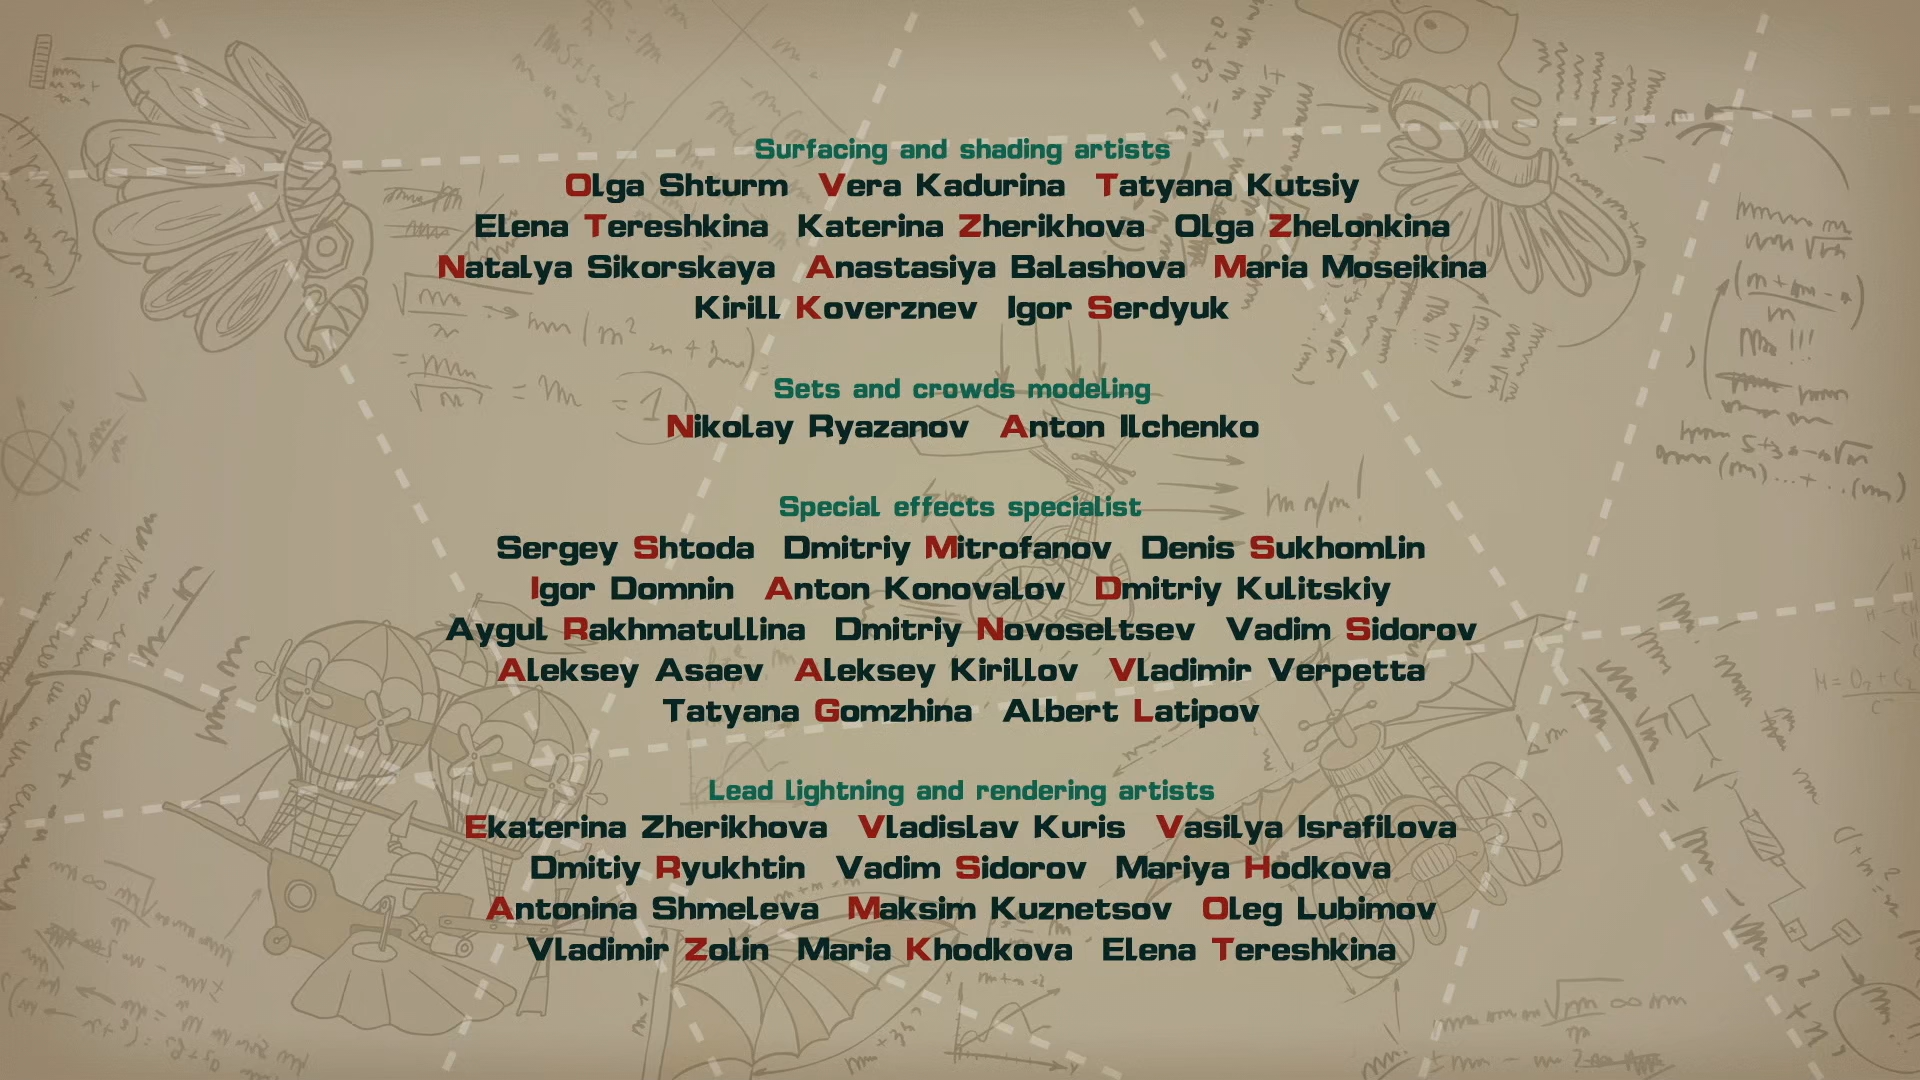 Surfacing and shading artists
Olga Shturm Vera Kadurina Tatyana Kutsiy
Elena Tereshkina Katerina Zherikhova Olga Zhelonkina
Natalya Sikorskaya Anastasiya Balashova Maria Moseikina
Kirill Koverznev Igor Serdyuk
Sets and crowds modeling
Nikolay Ryazanov Anton Ilchenko
Special effects specialist
Sergey Shtoda Dmitriy Mitrofanov Denis Sukhomlin
Igor Domnin Anton Konovalov Dmitriy Kulitskiy
Aygul Rakhmatullina Dmitriy Novoseltsev Vadim Sidorov
Aleksey Asaev Aleksey Kirillov Vladimir Verpetta
Tatyana Gomzhina Albert Latipov
Lead lightning and rendering artists
Ekaterina Zherikhova Vladislav Kuris Vasilya Israfilova
Dmitiy Ryukhtin Vadim Sidorov Mariya Hodkova
Antonina Shmeleva Maksim Kuznetsov Oleg Lubimov
Vladimir Zolin Maria Khodkova Elena Tereshkina